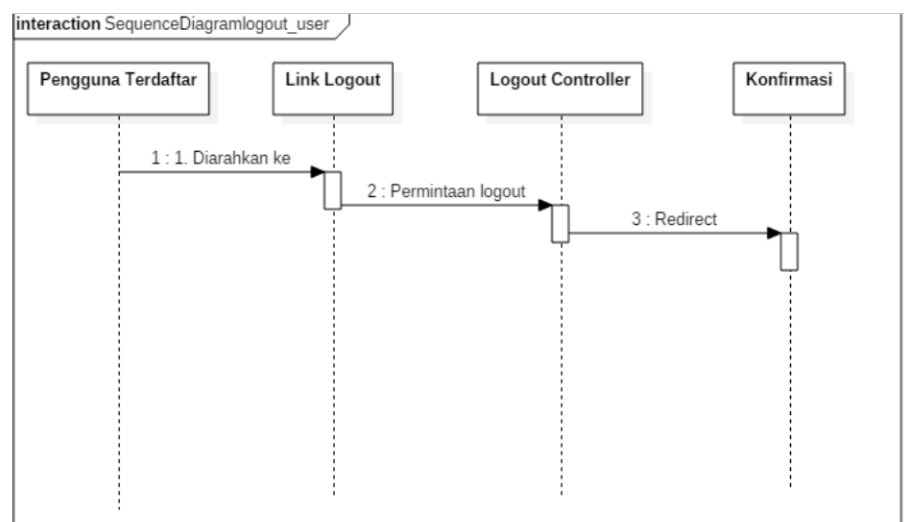 interaction SequenceDiagramlogout_user
Pengguna Terdaftar
Link Logout
Logout Controller
Konfirmasi
1 : 1. Diarahkan ke
2 : Permintaan logout
3 : Redirect